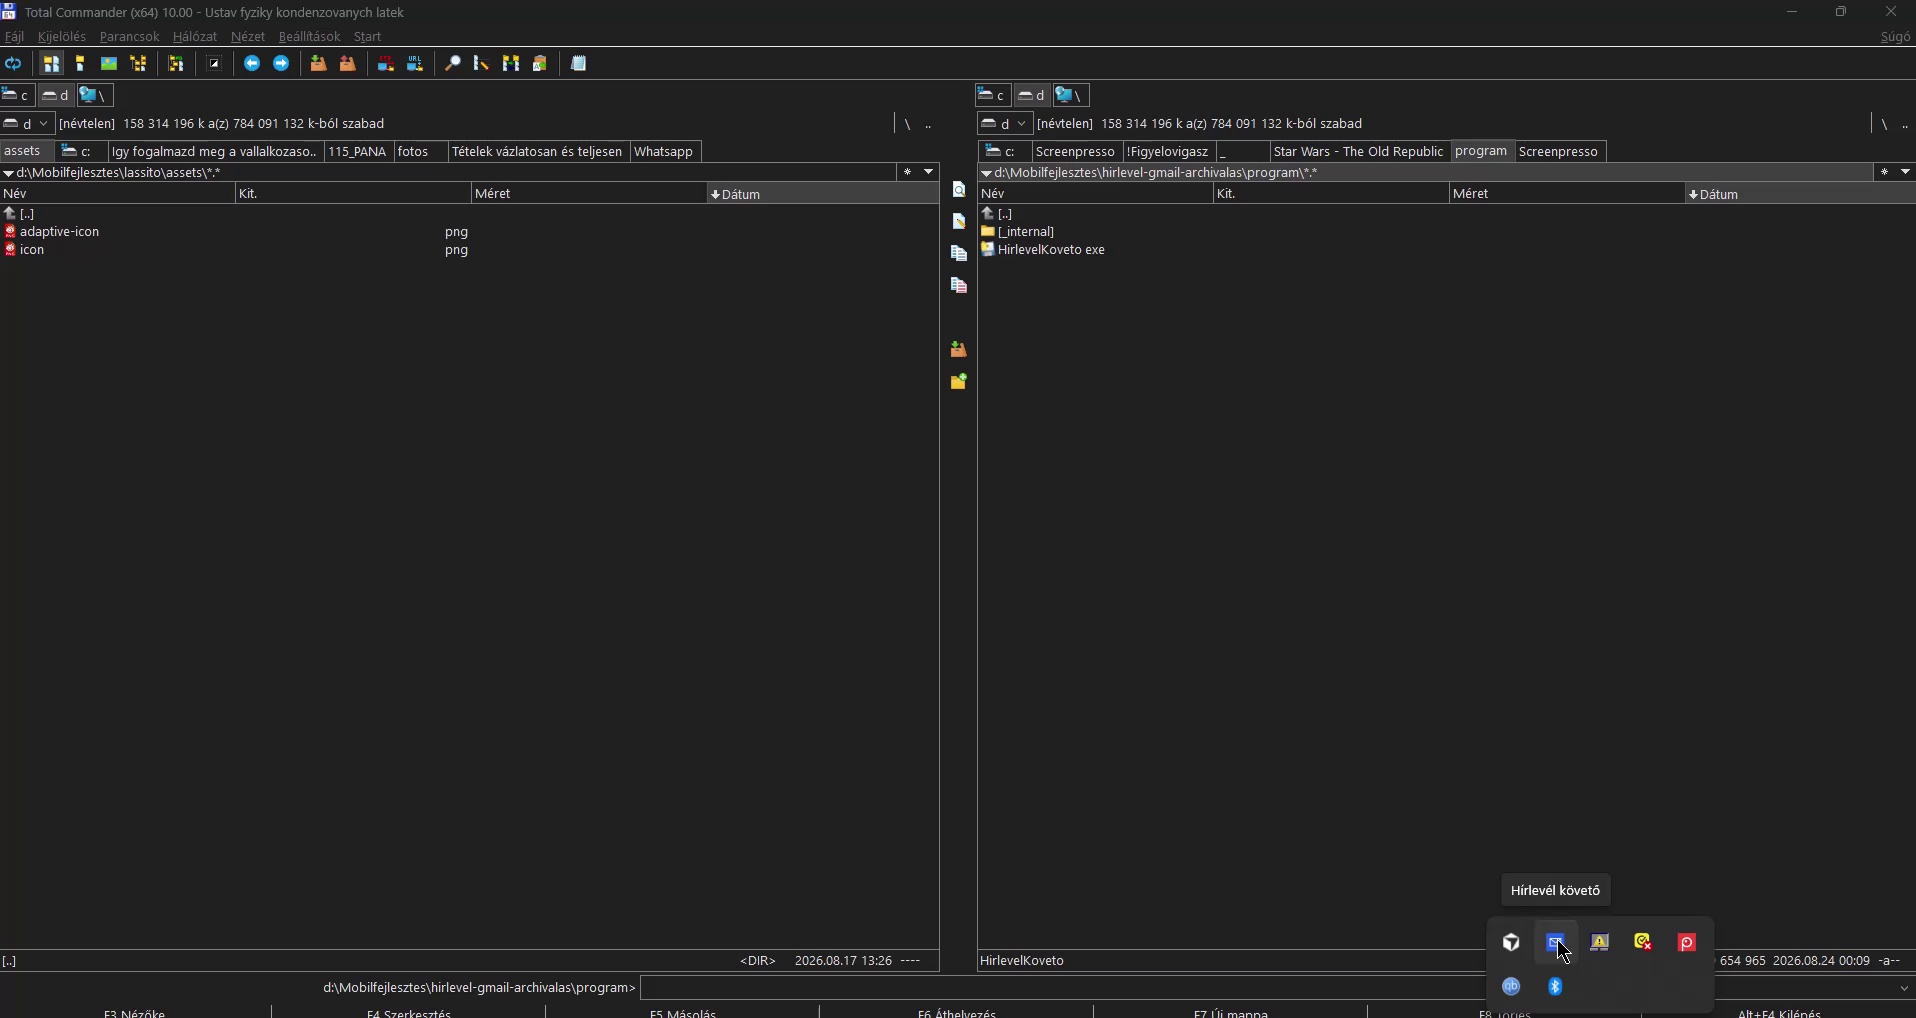 Total Commander (x64) 10.00 - Ustav fyziky kondenzovanych latek
Fájl Kijelölés Parancsok Hálózat Nézet Beállítások Start Súgó
c d \ c d \
d [névtelen] 158 314 196 k a(z) 784 091 132 k-ból szabad \ .. d [névtelen] 158 314 196 k a(z) 784 091 132 k-ból szabad \ ..
assets c: Igy fogalmazd meg a vallalkozaso.. 115_PANA fotos Tételek vázlatosan és teljesen Whatsapp c: Screenpresso !Figyelovigasz _ Star Wars - The Old Republic program Screenpresso
d:\Mobilfejlesztes\lassito\assets\*.* * d:\Mobilfejlesztes\hirlevel-gmail-archivalas\program\*.* *
Név Kit. Méret Dátum Név Kit. Méret Dátum
[..] [..]
adaptive-icon png [_internal]
icon png HirlevelKoveto exe
Hírlevél követő
[..] <DIR> 2026.08.17 13:26 ---- HirlevelKoveto 654 965 2026.08.24 00:09 -a--
qb
d:\Mobilfejlesztes\hirlevel-gmail-archivalas\program>
F3 Nézőke F4 Szerkesztés F5 Másolás F6 Áthelyezés F7 Új mappa F8 Törlés Alt+F4 Kilépés